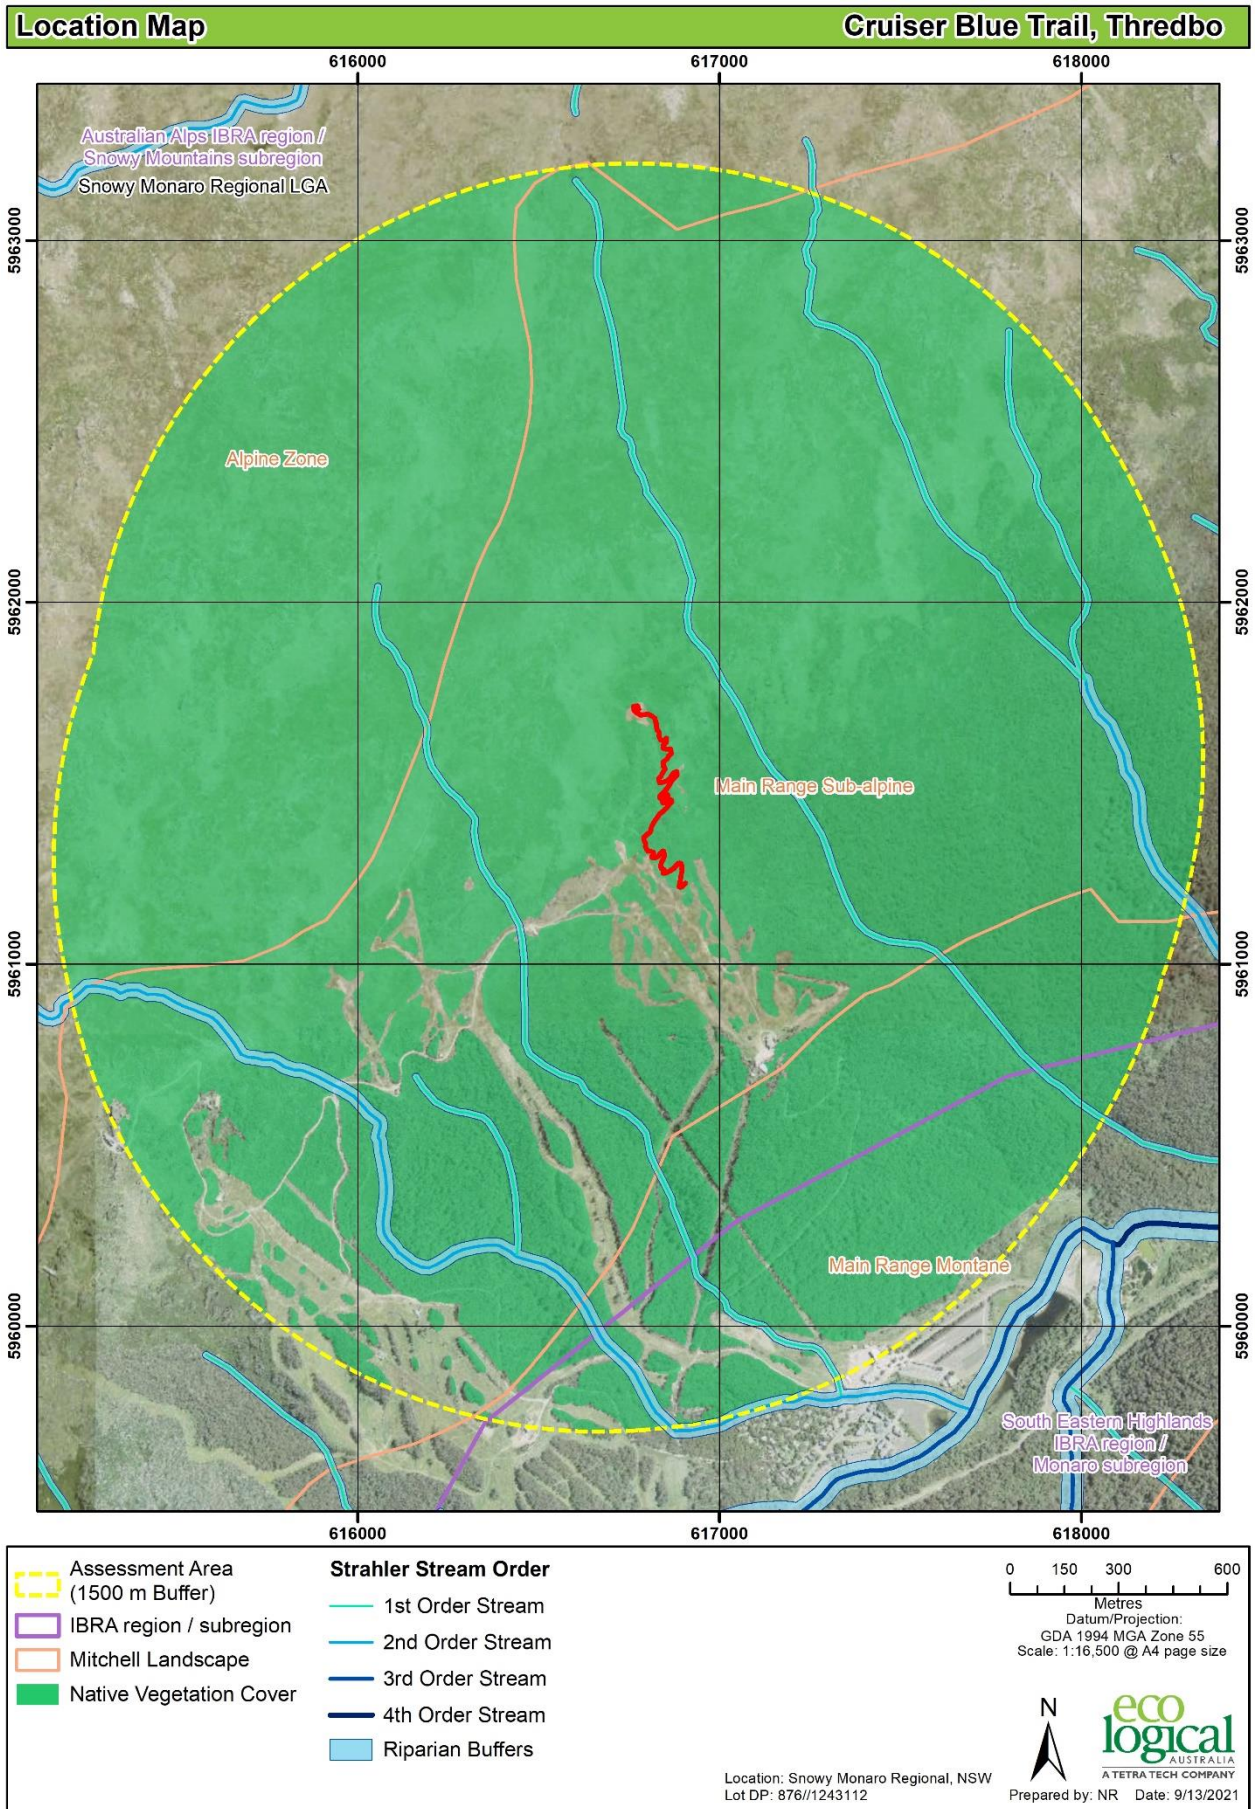 Location Map
Cruiser Blue Trail, Thredbo
616000
617000
618000
Australian Alps IBRA region /
Snowy Mountains subregion
Snowy Monaro Regional LGA
5963000
5963000
Alpine Zone
5962000
5962000
Main Range Sub-alpine
5961000
5961000
Main Range Montane
5960000
5960000
South Eastern Highlands
IBRA region /
Monaro subregion
616000
617000
618000
Assessment Area
(1500 m Buffer)
IBRA region / subregion
Mitchell Landscape
Native Vegetation Cover
Strahler Stream Order
1st Order Stream
2nd Order Stream
3rd Order Stream
4th Order Stream
Riparian Buffers
0 150 300 600
Metres
Datum/Projection:
GDA 1994 MGA Zone 55
Scale: 1:16,500 @ A4 page size
N
eco
logical
AUSTRALIA
A TETRA TECH COMPANY
Location: Snowy Monaro Regional, NSW
Lot DP: 876//1243112
Prepared by: NR Date: 9/13/2021